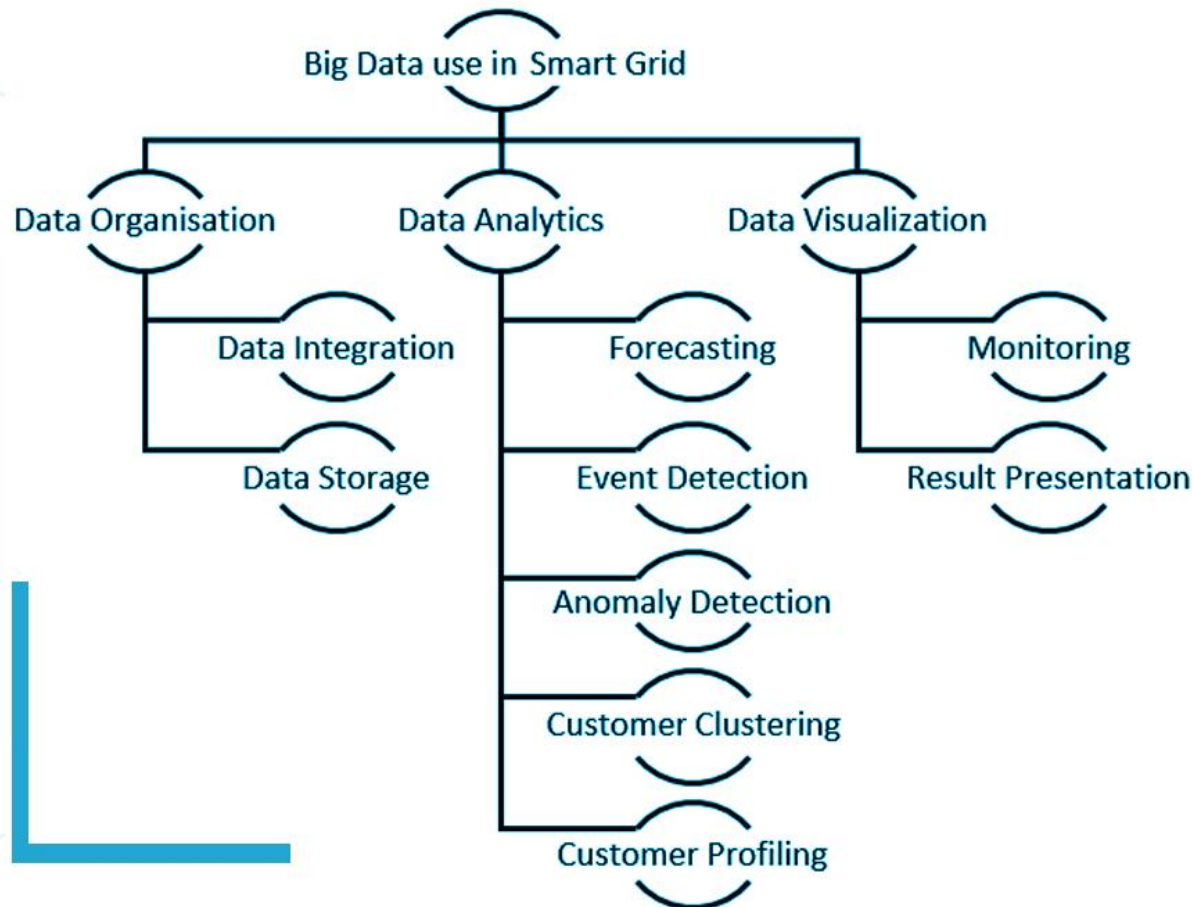 Big Data use in Smart Grid
Data Organisation
Data Analytics
Data Visualization
Data Integration
Forecasting
Monitoring
Data Storage
Event Detection
Result Presentation
Anomaly Detection
Customer Clustering
Customer Profiling